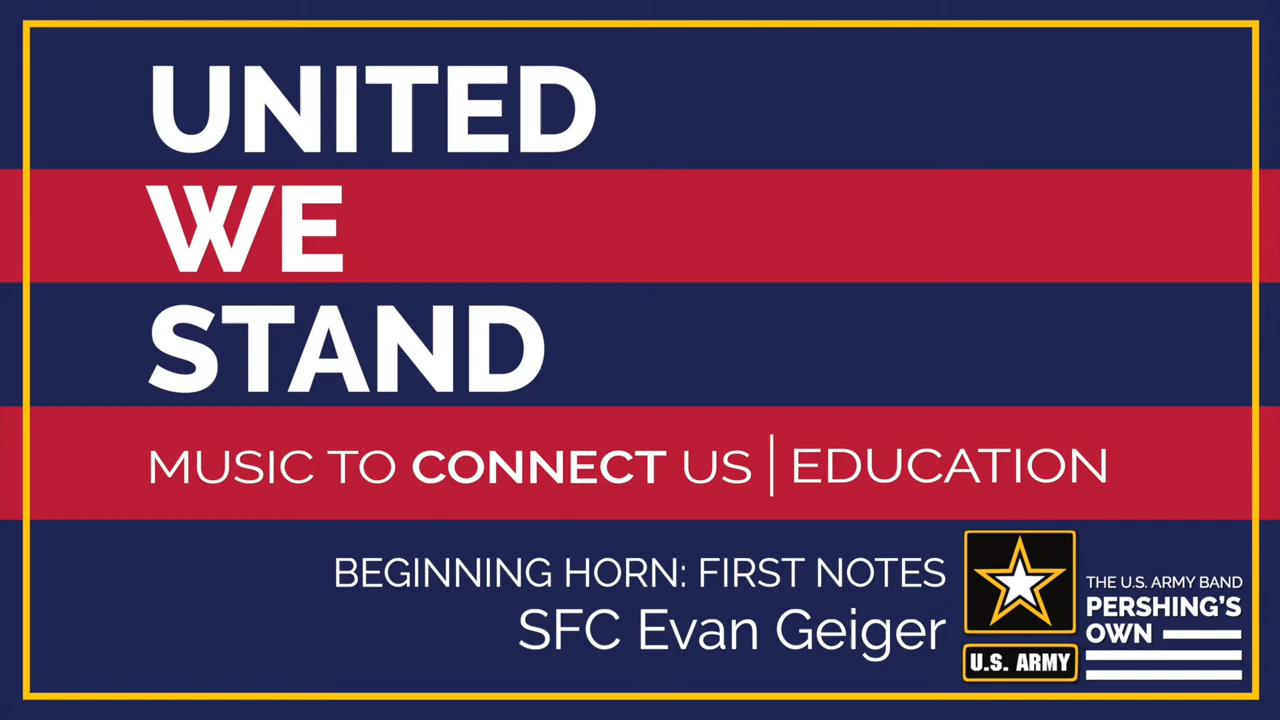 UNITED
WE
STAND
MUSIC TO CONNECT US | EDUCATION
BEGINNING HORN: FIRST NOTES
SFC Evan Geiger
U.S. ARMY
THE U.S. ARMY BAND
PERSHING'S
OWN